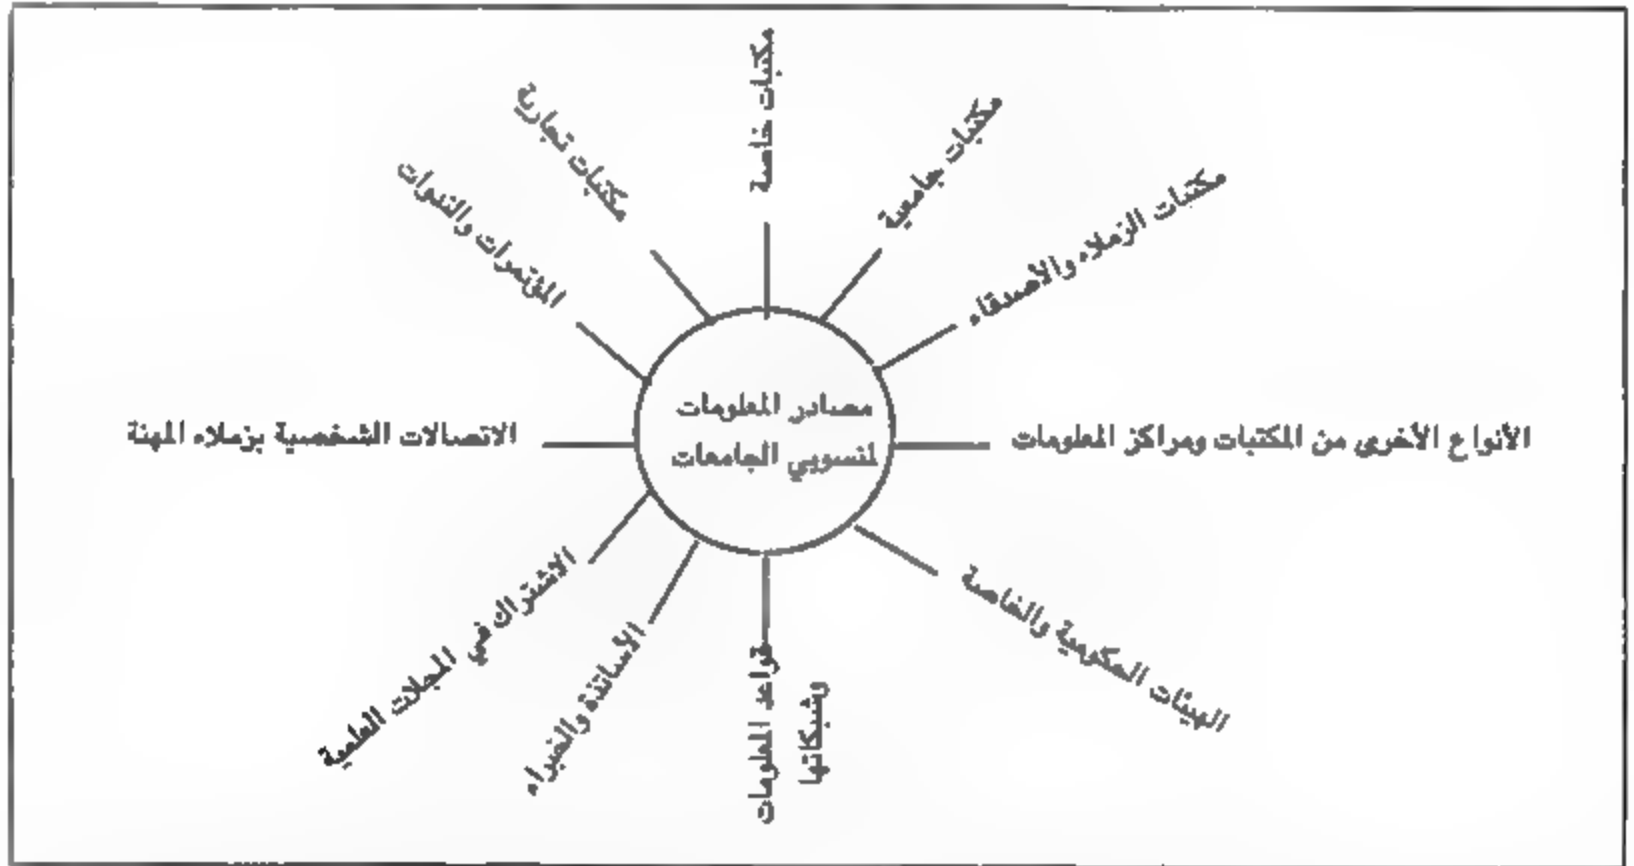 مكتبات خاصة
مكتبات جامعية
مكتبات الزملاء والأصدقاء
الأنواع الأخرى من المكتبات ومراكز المعلومات
الهيئات الحكومية والخاصة
قواعد المعلومات
وشبكاتها
الأساتذة والخبراء
الاشتراك في المجلات العلمية
الاتصالات الشخصية بزملاء المهنة
المؤتمرات والندوات
مكتبات تجارية
مصادر المعلومات
لمنسوبي الجامعات